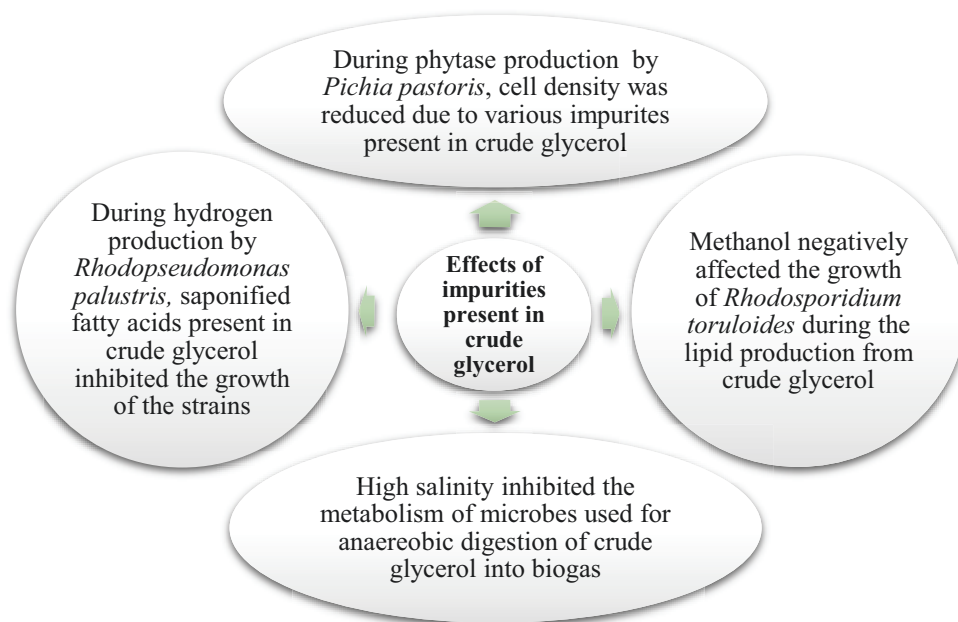 During phytase production by
Pichia pastoris, cell density was
reduced due to various impurites
present in crude glycerol
During hydrogen
production by
Rhodopseudomonas
palustris, saponified
fatty acids present in
crude glycerol
inhibited the growth
of the strains
Effects of
impurities
present in
crude
glycerol
Methanol negatively
affected the growth
of Rhodosporidium
toruloides during the
lipid production from
crude glycerol
High salinity inhibited the
metabolism of microbes used for
anaereobic digestion of crude
glycerol into biogas